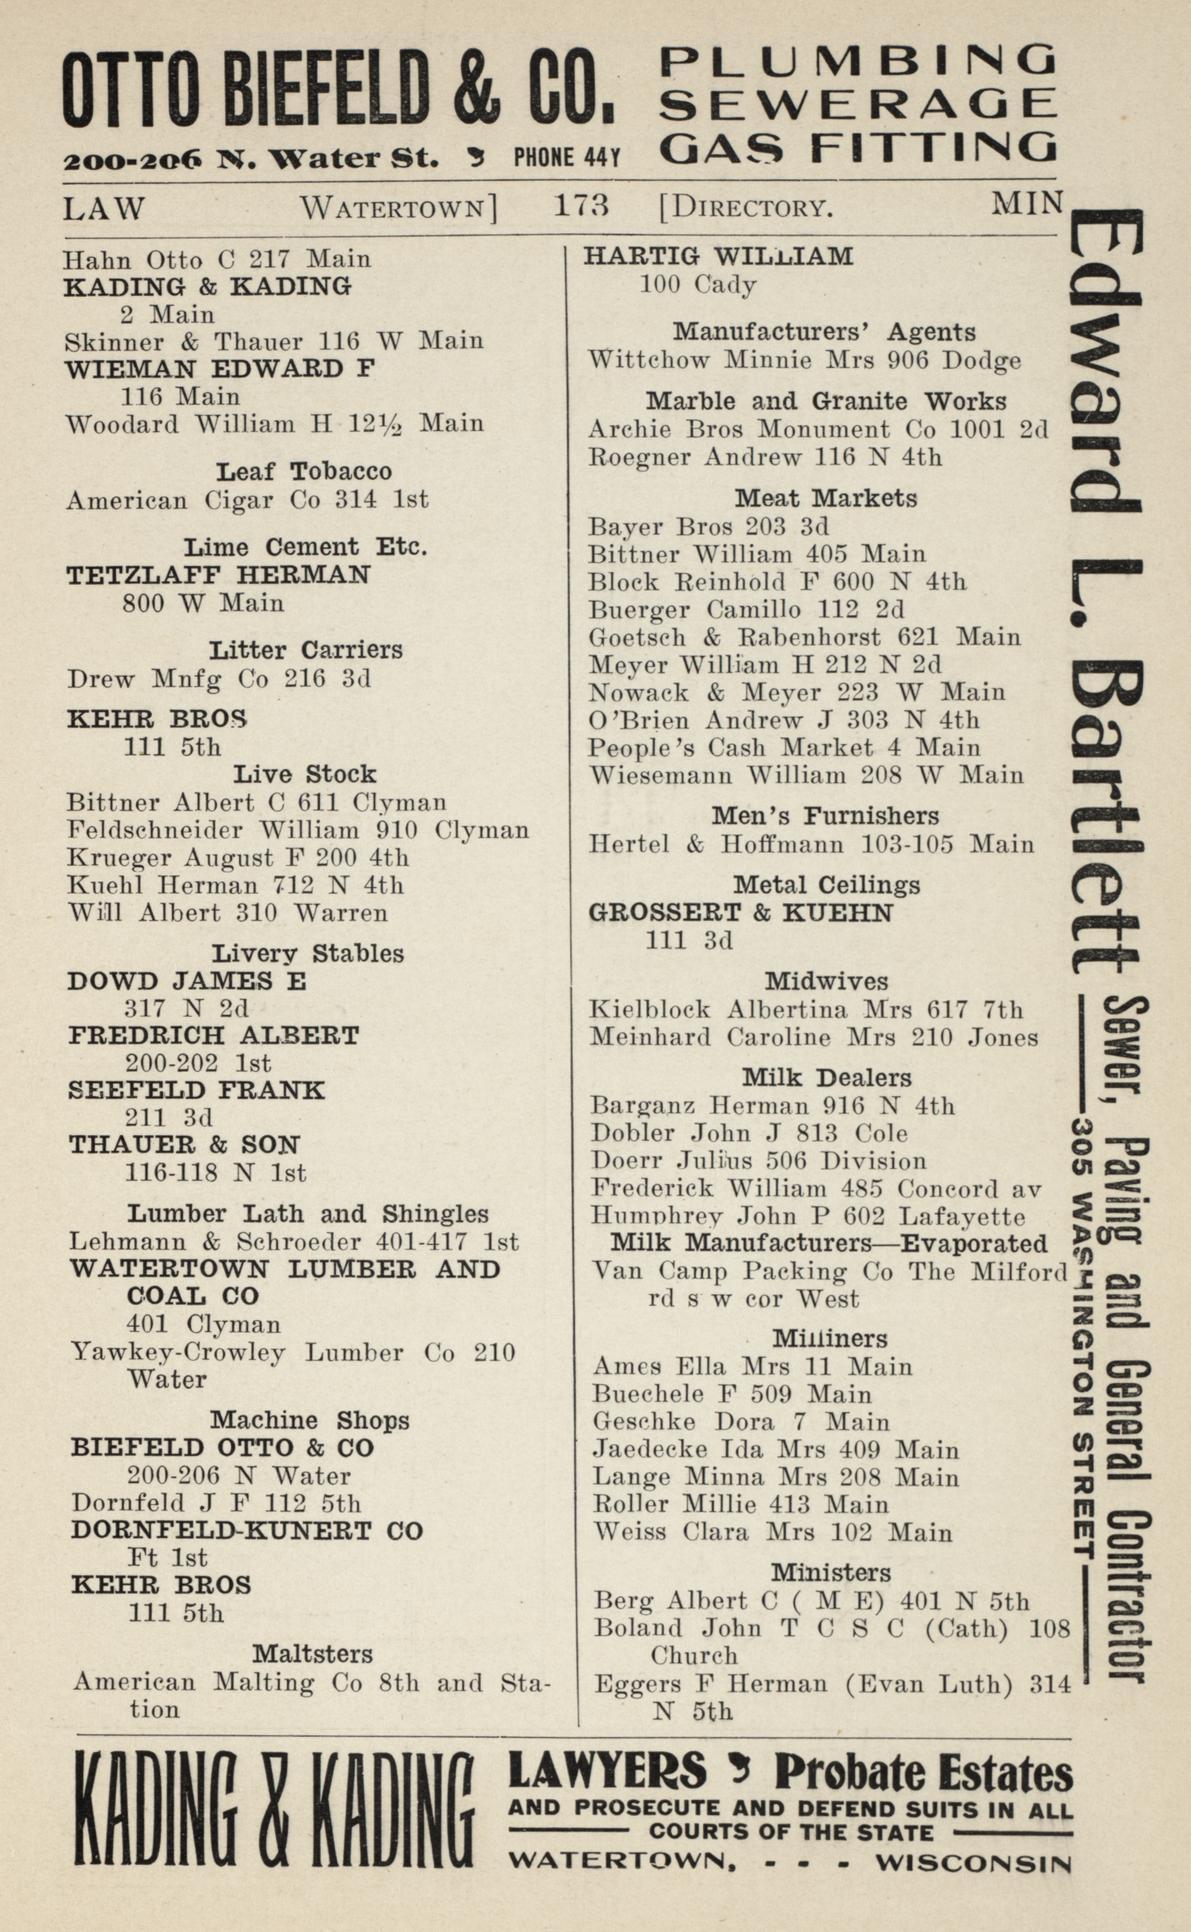 OTTO BIEFELD & CO.
200-206 N. Water St. PHONE 44Y
PLUMBING
SEWERAGE
GAS FITTING
LAW WATERTOWN] 173 [DIRECTORY. MIN
Hahn Otto C 217 Main
KADING & KADING
2 Main
Skinner & Thauer 116 W Main
WIEMAN EDWARD F
116 Main
Woodard William H 12½ Main
Leaf Tobacco
American Cigar Co 314 1st
Lime Cement Etc.
TETZLAFF HERMAN
800 W Main
Litter Carriers
Drew Mnfg Co 216 3d
KEHR BROS
111 5th
Live Stock
Bittner Albert C 611 Clyman
Feldschneider William 910 Clyman
Krueger August F 200 4th
Kuehl Herman 712 N 4th
Will Albert 310 Warren
Livery Stables
DOWD JAMES E
317 N 2d
FREDRICH ALBERT
200-202 1st
SEEFELD FRANK
211 3d
THAUER & SON
116-118 N 1st
Lumber Lath and Shingles
Lehmann & Schroeder 401-417 1st
WATERTOWN LUMBER AND
COAL CO
401 Clyman
Yawkey-Crowley Lumber Co 210
Water
Machine Shops
BIEFELD OTTO & CO
200-206 N Water
Dornfeld J F 112 5th
DORNFELD-KUNERT CO
Ft 1st
KEHR BROS
111 5th
Maltsters
American Malting Co 8th and Sta-
tion
HARTIG WILLIAM
100 Cady
Manufacturers' Agents
Wittchow Minnie Mrs 906 Dodge
Marble and Granite Works
Archie Bros Monument Co 1001 2d
Roegner Andrew 116 N 4th
Meat Markets
Bayer Bros 203 3d
Bittner William 405 Main
Block Reinhold F 600 N 4th
Buerger Camillo 112 2d
Goetsch & Rabenhorst 621 Main
Meyer William H 212 N 2d
Nowack & Meyer 223 W Main
O'Brien Andrew J 303 N 4th
People's Cash Market 4 Main
Wiesemann William 208 W Main
Men's Furnishers
Hertel & Hoffmann 103-105 Main
Metal Ceilings
GROSSERT & KUEHN
111 3d
Midwives
Kielblock Albertina Mrs 617 7th
Meinhard Caroline Mrs 210 Jones
Milk Dealers
Barganz Herman 916 N 4th
Dobler John J 813 Cole
Doerr Julius 506 Division
Frederick William 485 Concord av
Humphrey John P 602 Lafayette
Milk Manufacturers—Evaporated
Van Camp Packing Co The Milford
rd s w cor West
Milliners
Ames Ella Mrs 11 Main
Buechele F 509 Main
Geschke Dora 7 Main
Jaedecke Ida Mrs 409 Main
Lange Minna Mrs 208 Main
Roller Millie 413 Main
Weiss Clara Mrs 102 Main
Ministers
Berg Albert C ( M E) 401 N 5th
Boland John T C S C (Cath) 108
Church
Eggers F Herman (Evan Luth) 314
N 5th
Edward L. Bartlett
Sewer, Paving and General Contractor
305 WASHINGTON STREET
KADING & KADING
LAWYERS Probate Estates
AND PROSECUTE AND DEFEND SUITS IN ALL
COURTS OF THE STATE
WATERTOWN, - - - WISCONSIN